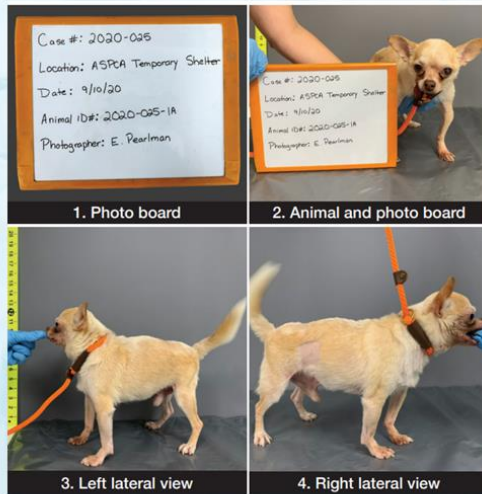 Case #: 2020-025
Location: ASPCA Temporary Shelter
Date: 9/10/20
Animal ID#: 2020-025-1A
Photographer: E. Pearlman
1. Photo board
Case #: 2020-025
Location: ASPCA Temporary Shelter
Date: 9/10/20
Animal ID#: 2020-025-1A
Photographer: E. Pearlman
2. Animal and photo board
3. Left lateral view
4. Right lateral view